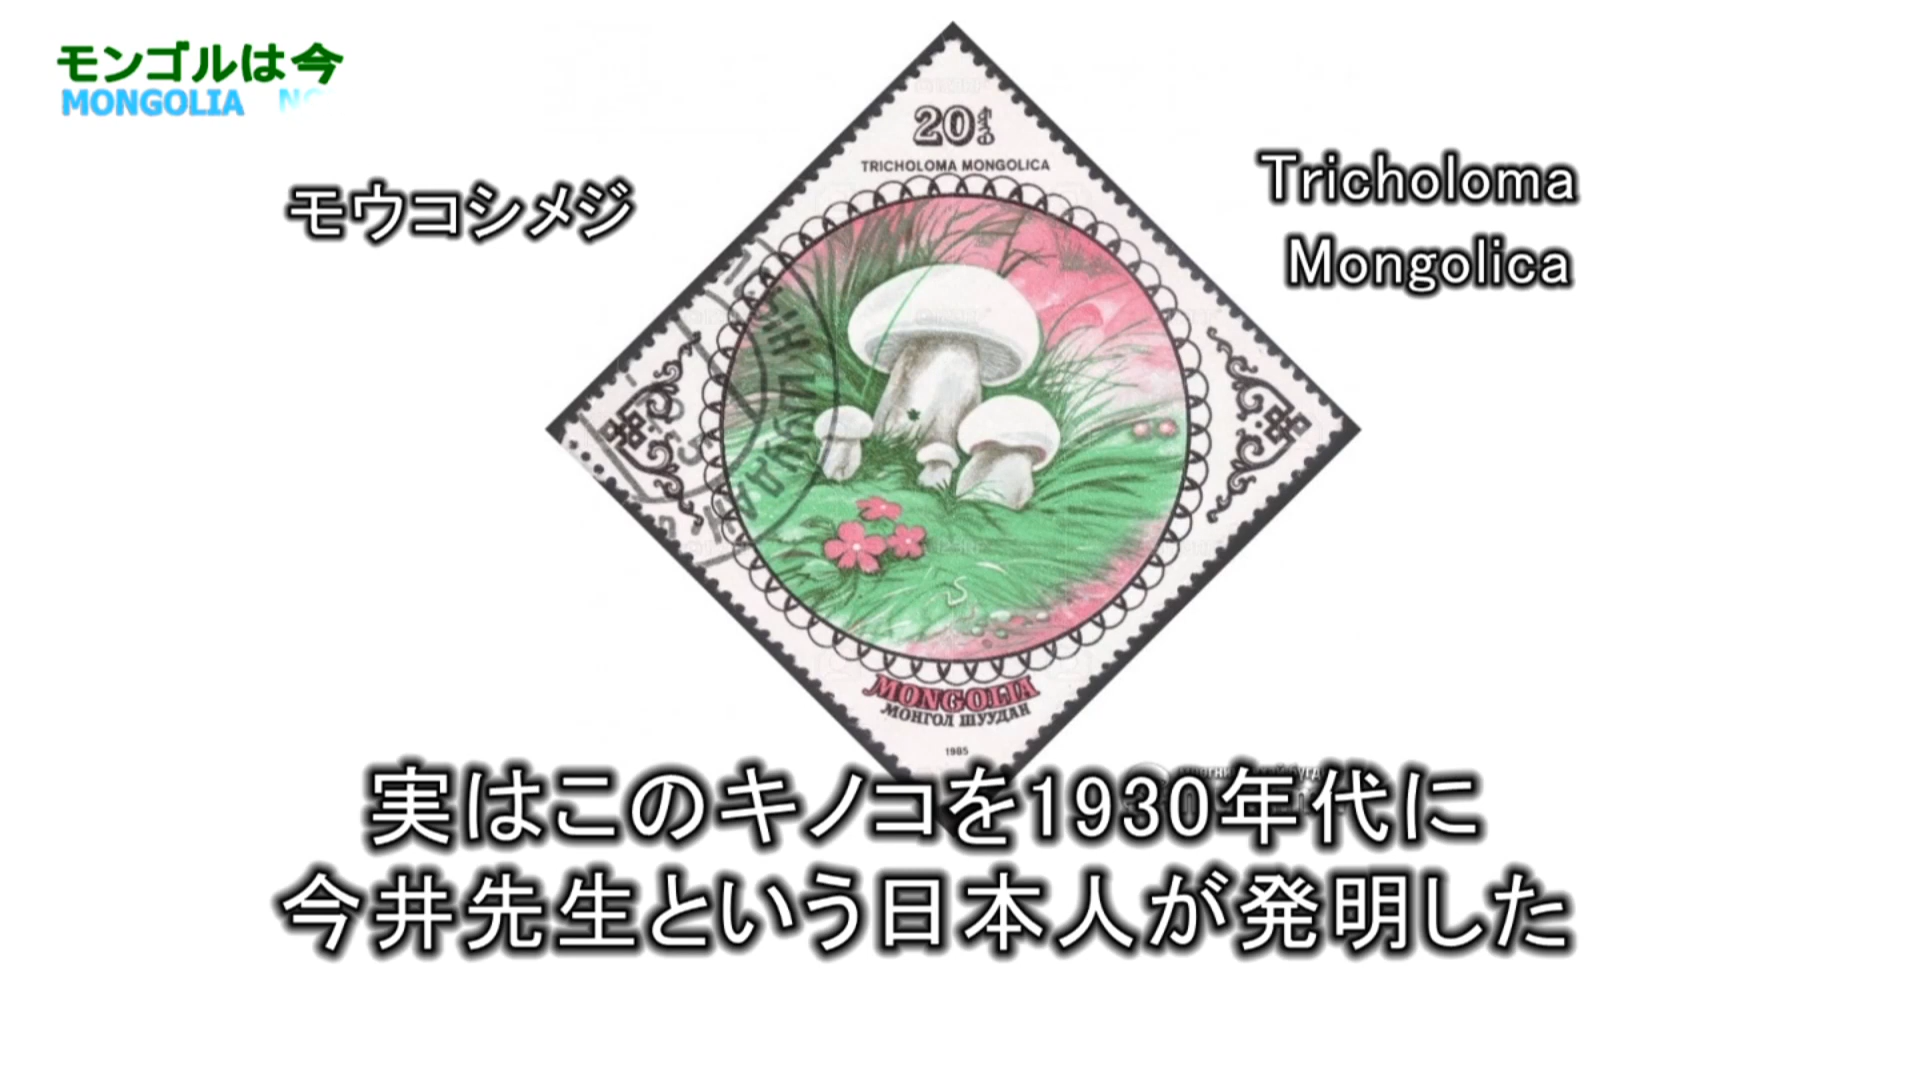 モンゴルは今
MONGOLIA
モウコシメジ
Tricholoma
Mongolica
20
TRICHOLOMA MONGOLICA
MONGOLIA
МОНГОЛ ШУУДАН
1985
実はこのキノコを1930年代に
今井先生という日本人が発明した